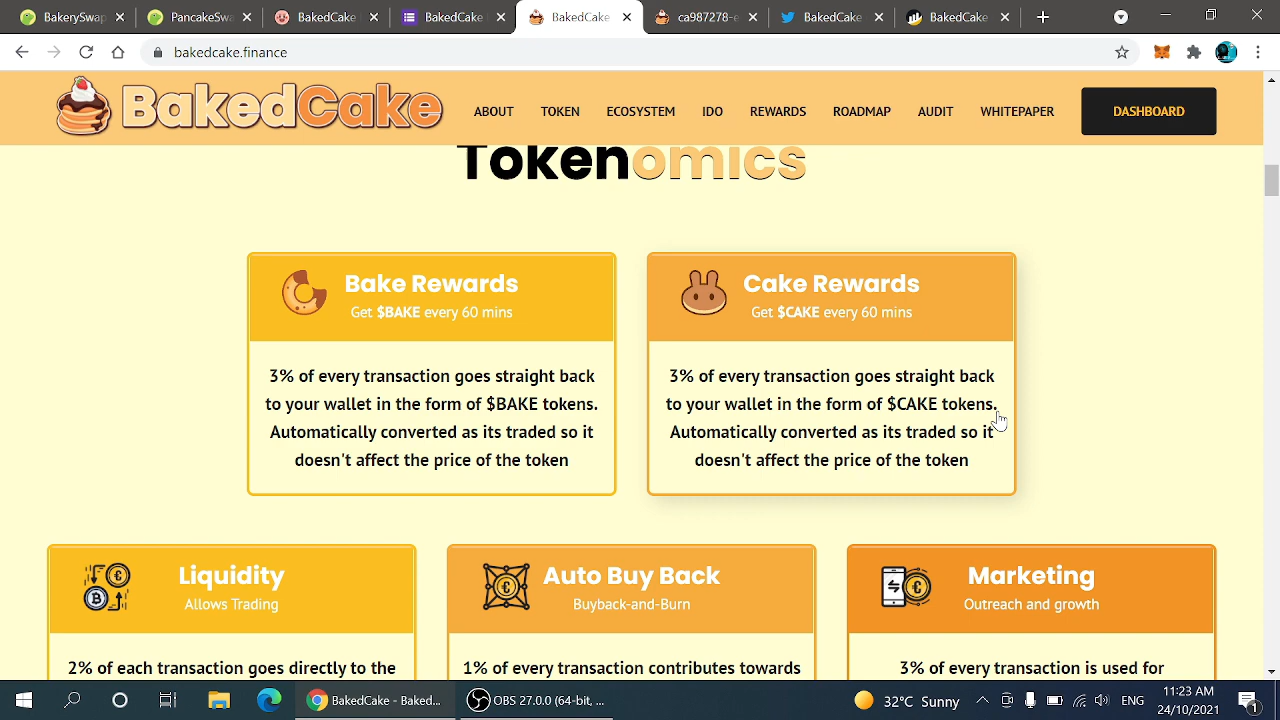 BakedSwap
PancakeSwa
BakedCake
ca987278-e
BakedCake
BakedCake
bakedcake.finance
BakedCake
ABOUT TOKEN ECOSYSTEM IDO REWARDS ROADMAP AUDIT WHITEPAPER DASHBOARD
Tokenomics
Bake Rewards
Get $BAKE every 60 mins
3% of every transaction goes straight back
to your wallet in the form of $BAKE tokens.
Automatically converted as its traded so it
doesn't affect the price of the token
Cake Rewards
Get $CAKE every 60 mins
3% of every transaction goes straight back
to your wallet in the form of $CAKE tokens.
Automatically converted as its traded so it
doesn't affect the price of the token
Liquidity
Allows Trading
2% of each transaction goes directly to the
Auto Buy Back
Buyback-and-Burn
1% of every transaction contributes towards
Marketing
Outreach and growth
3% of every transaction is used for
BakedCake - Baked...
OBS 27.0.0 (64-bit, ...
32°C Sunny
ENG
11:23 AM
24/10/2021
1